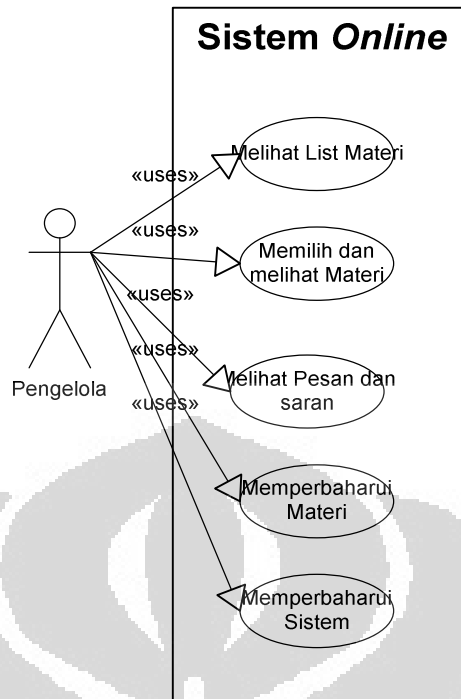 Sistem Online
Melihat List Materi
«uses»
«uses»
Memilih dan
melihat Materi
«uses»
«uses»
Melihat Pesan dan
saran
Pengelola
«uses»
Memperbaharui
Materi
Memperbaharui
Sistem